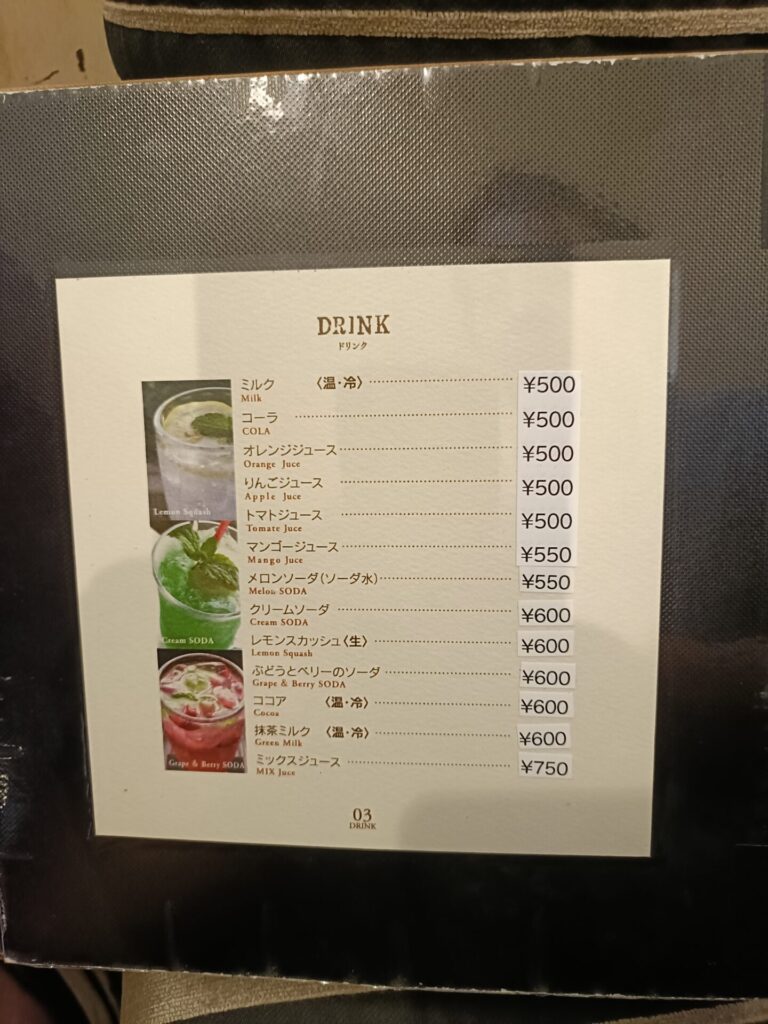 DRINK
ドリンク
ミルク 〈温・冷〉 ¥500
Milk
コーラ ¥500
COLA
オレンジジュース ¥500
Orange Juce
りんごジュース ¥500
Apple Juce
トマトジュース ¥500
Tomate Juce
マンゴージュース ¥550
Mango Juce
メロンソーダ(ソーダ水) ¥550
Melon SODA
クリームソーダ ¥600
Cream SODA
レモンスカッシュ〈生〉 ¥600
Lemon Squash
ぶどうとベリーのソーダ ¥600
Grape & Berry SODA
ココア 〈温・冷〉 ¥600
Cocoa
抹茶ミルク 〈温・冷〉 ¥600
Green Milk
ミックスジュース ¥750
MIX Juce
Lemon Squash
Cream SODA
Grape & Berry SODA
03
DRINK